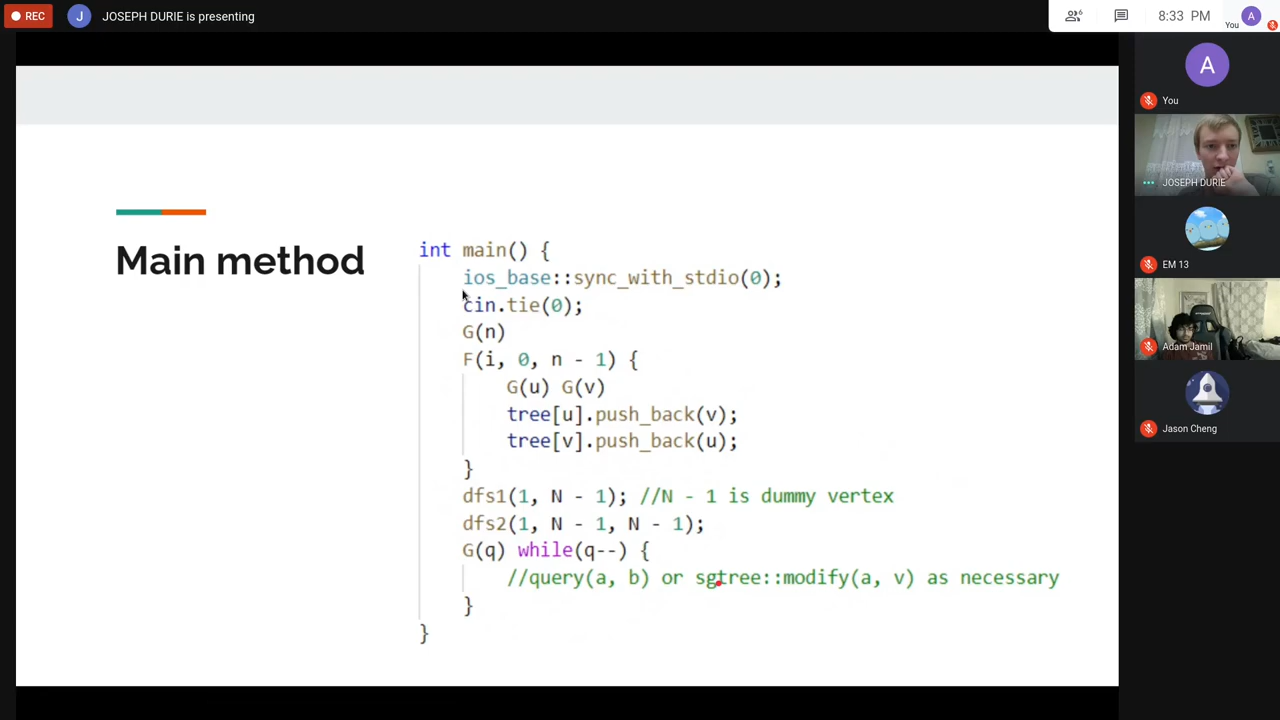 REC
J
JOSEPH DURIE is presenting
6
8:33 PM
You
A
A
You
JOSEPH DURIE
EM 13
Adam Jamil
Jason Cheng
Main method
int main() {
ios_base::sync_with_stdio(0);
cin.tie(0);
G(n)
F(i, 0, n - 1) {
G(u) G(v)
tree[u].push_back(v);
tree[v].push_back(u);
}
dfs1(1, N - 1); //N - 1 is dummy vertex
dfs2(1, N - 1, N - 1);
G(q) while(q--) {
//query(a, b) or sgtree::modify(a, v) as necessary
}
}